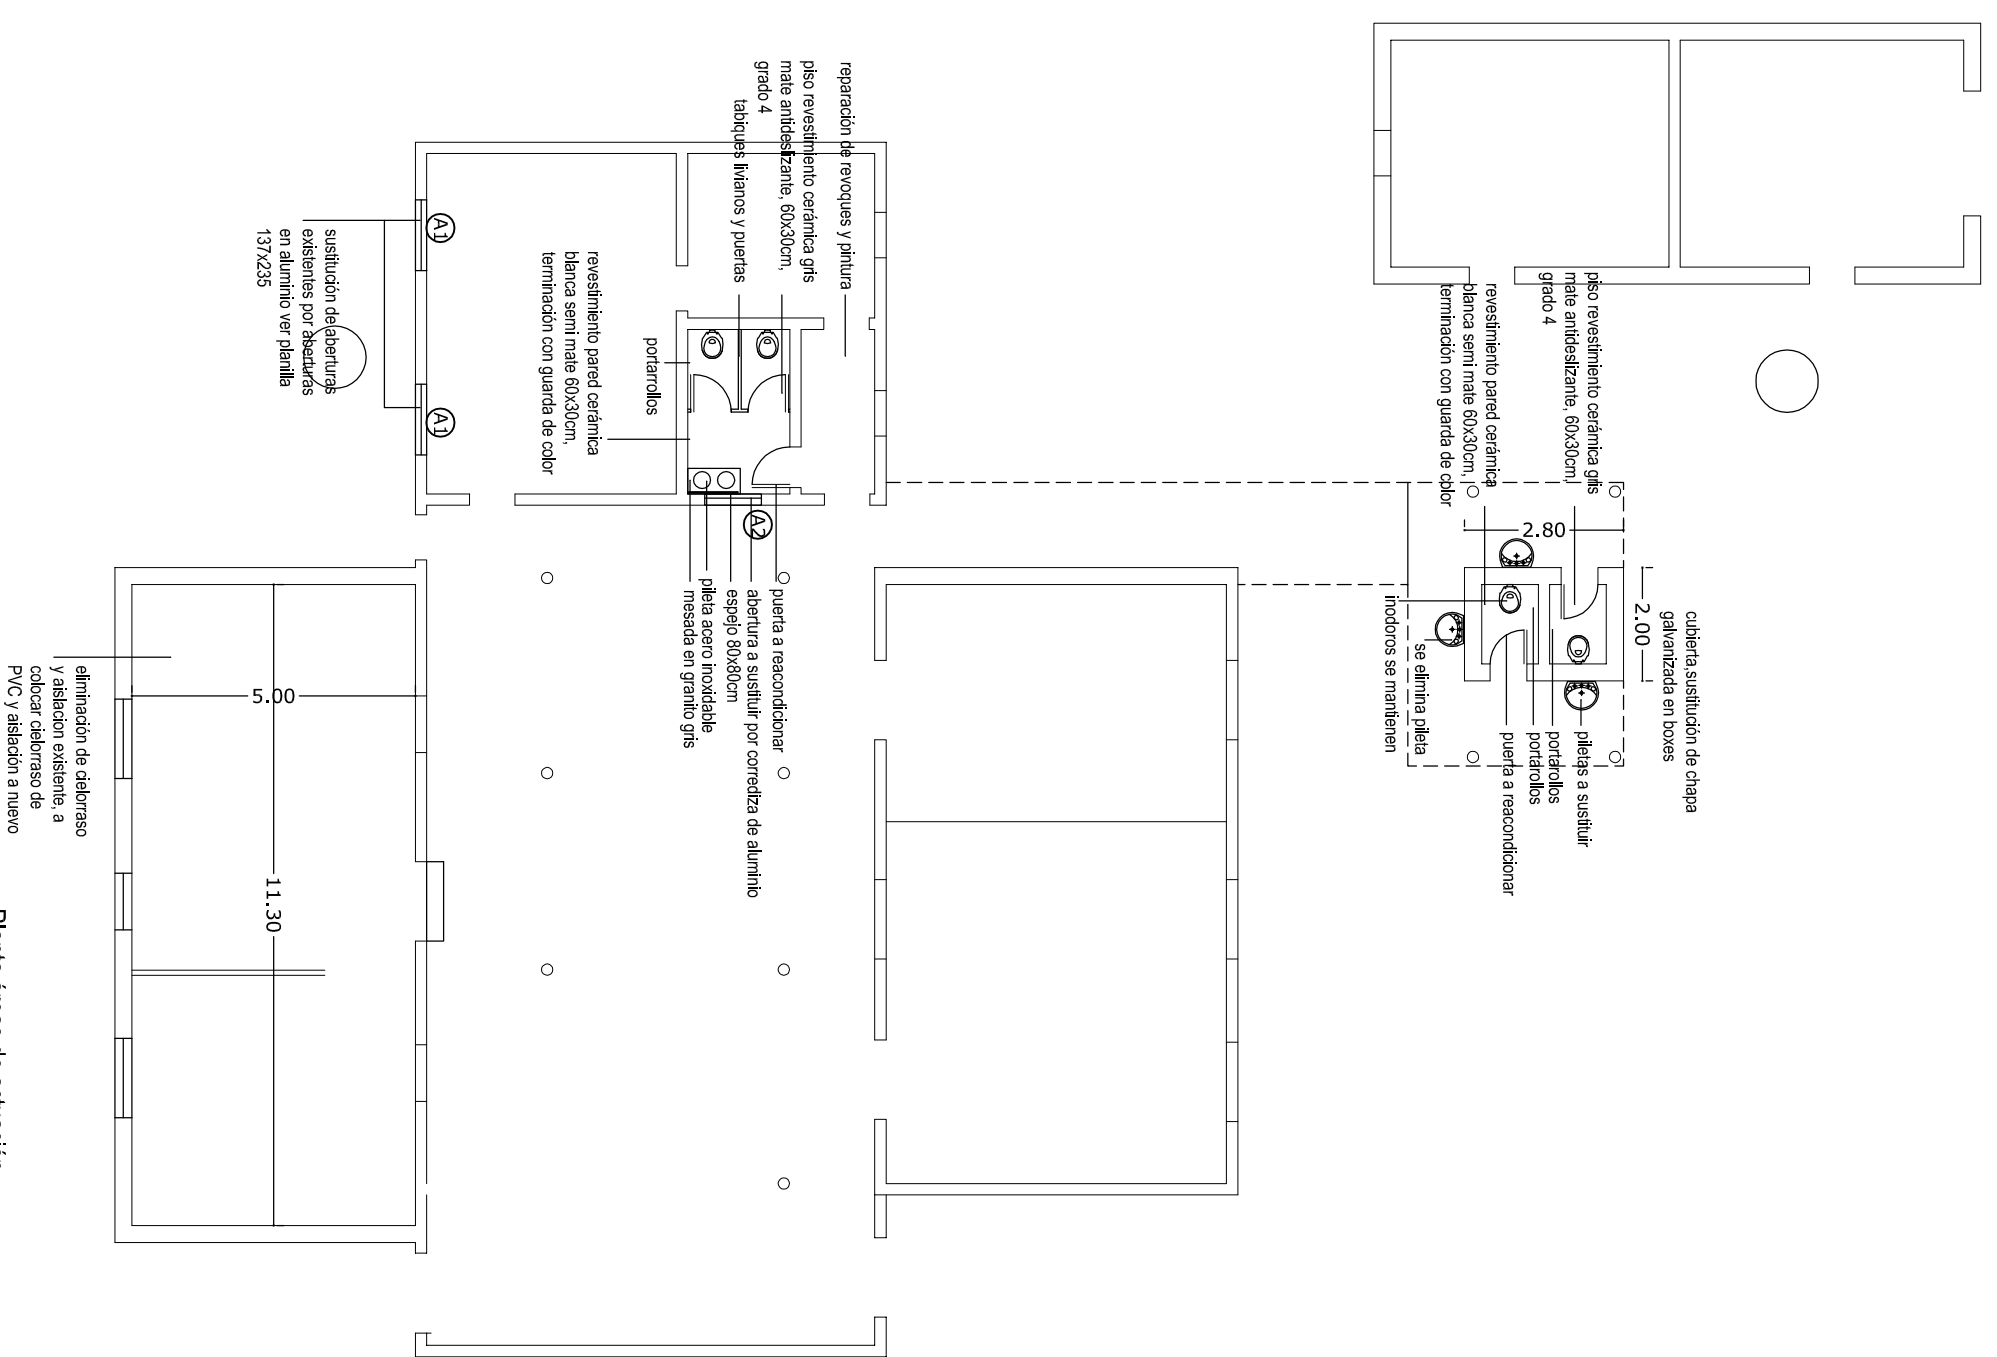 cubierta,sustitución de chapa
galvanizada en boxes
2.00
2.80
piletas a sustituir
portarollos
portarollos
puerta a reacondicionar
se elimina pileta
inodoros se mantienen
piso revestimiento cerámica gris
mate antideslizante, 60x30cm,
grado 4
revestimiento pared cerámica
blanca semi mate 60x30cm,
terminación con guarda de color
reparación de revoques y pintura
piso revestimiento cerámica gris
mate antideslizante, 60x30cm,
grado 4
tabiques livianos y puertas
portarrollos
revestimiento pared cerámica
blanca semi mate 60x30cm,
terminación con guarda de color
puerta a reacondicionar
abertura a sustituir por corrediza de aluminio
espejo 80x80cm
pileta acero inoxidable
mesada en granito gris
A2
A1
A1
sustitución de aberturas
existentes por aberturas
en aluminio ver planilla
137x235
5.00
11.30
eliminación de cielorraso
y aislacion existente, a
colocar cielorraso de
PVC y aislación a nuevo